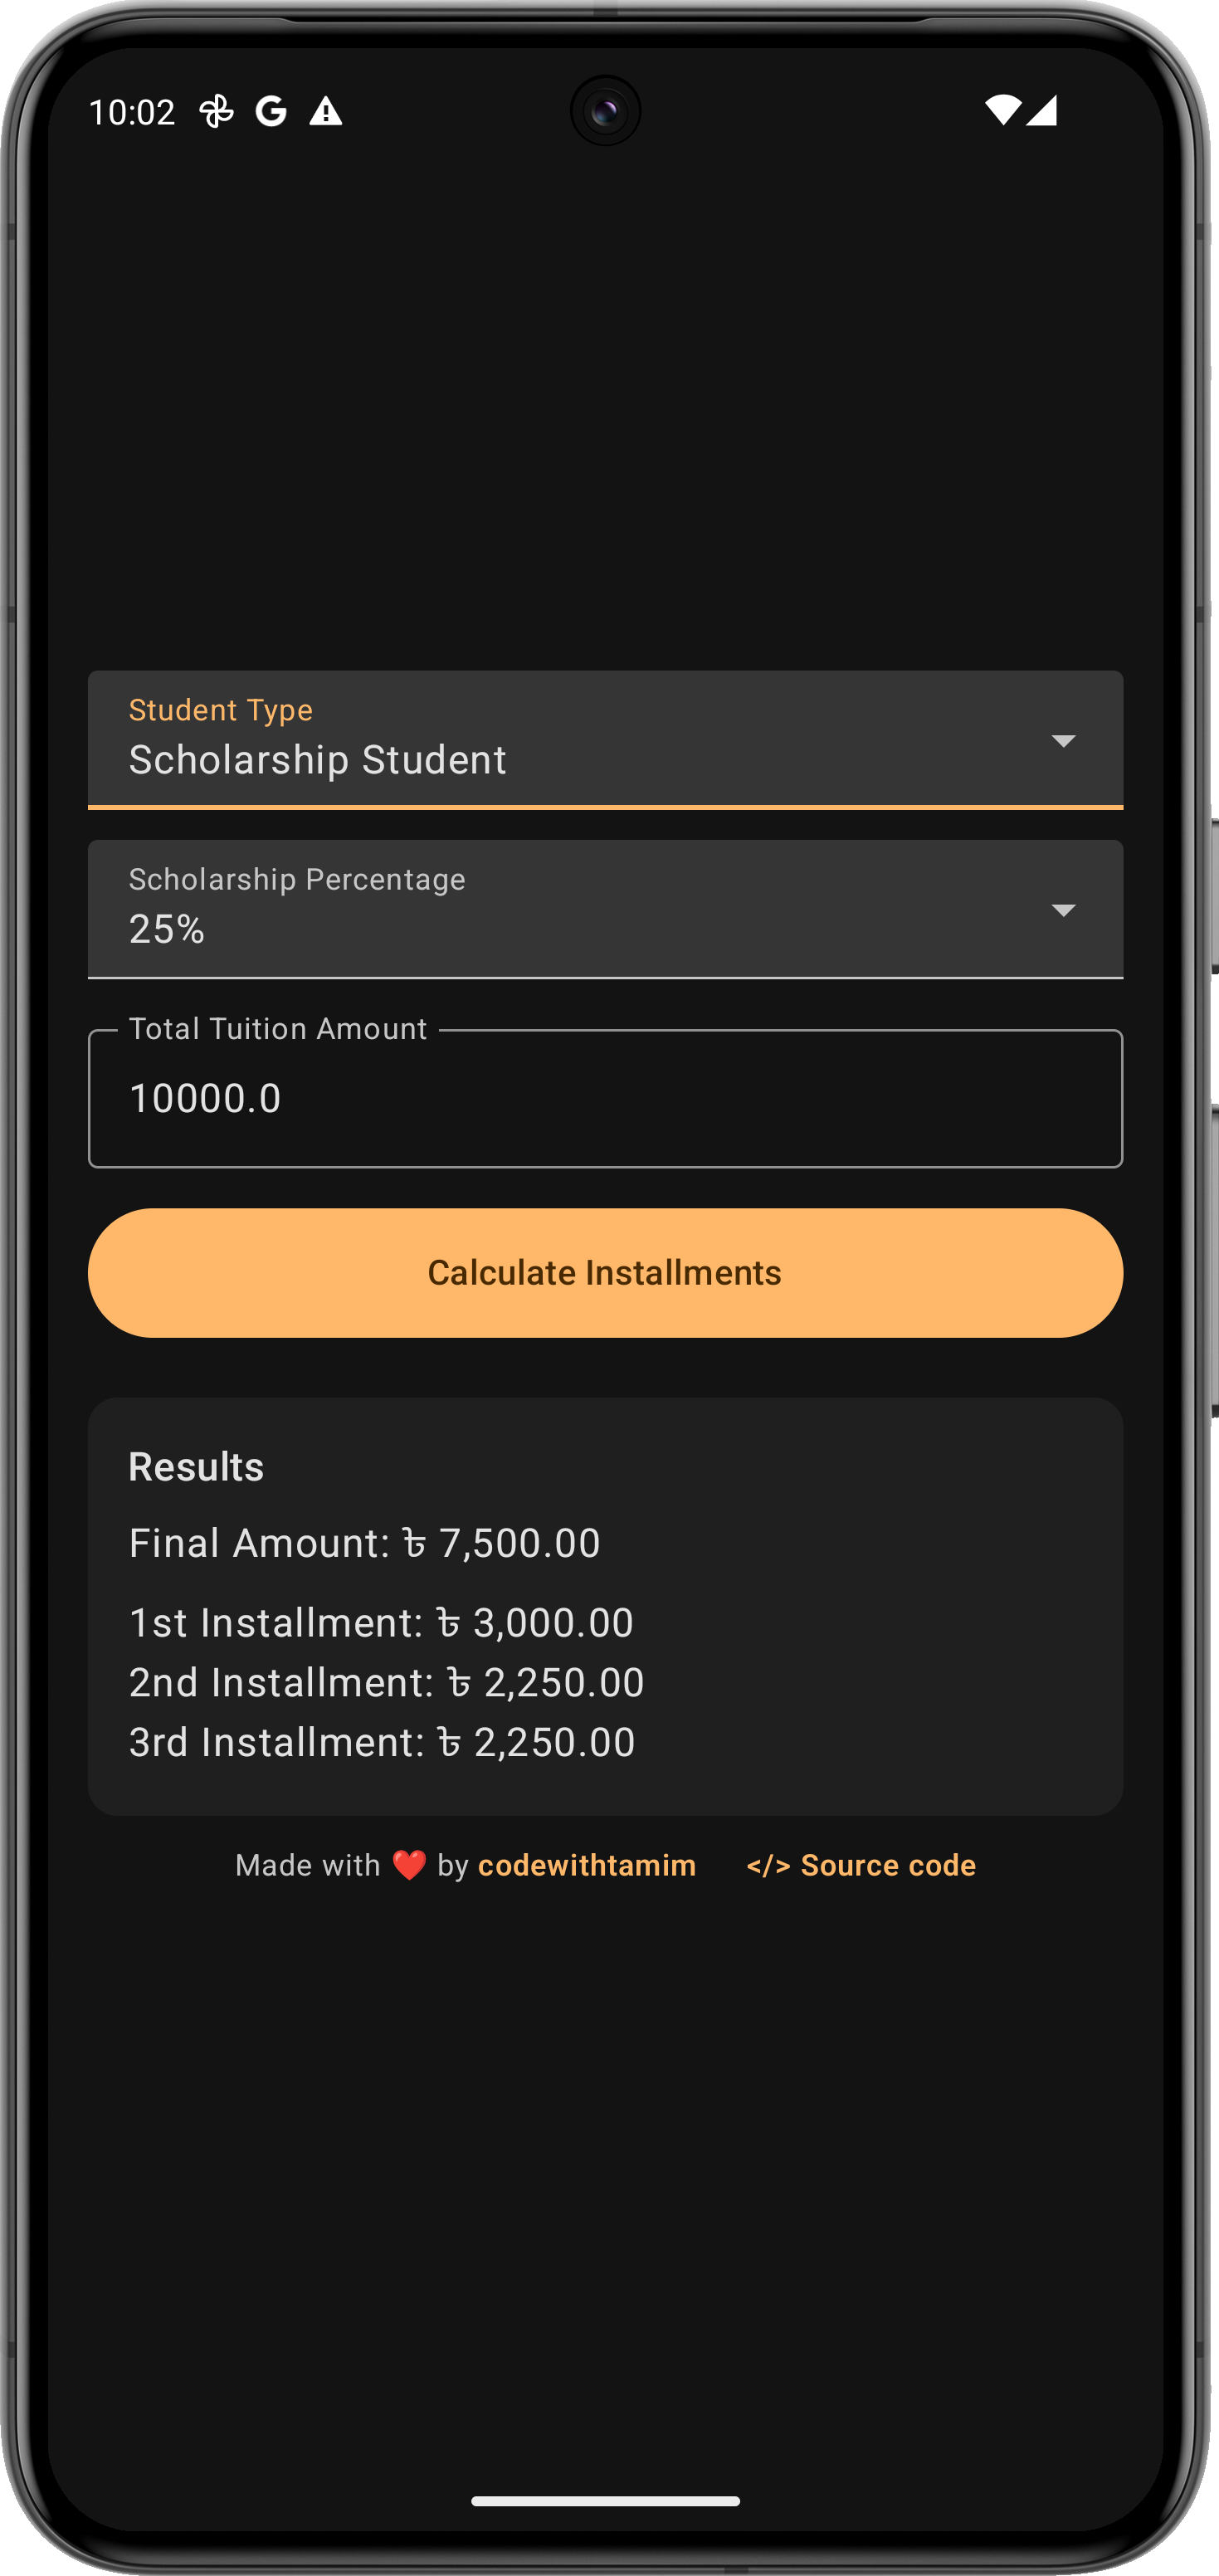 10:02
Student Type
Scholarship Student
Scholarship Percentage
25%
Total Tuition Amount
10000.0
Calculate Installments
Results
Final Amount: ৳ 7,500.00
1st Installment: ৳ 3,000.00
2nd Installment: ৳ 2,250.00
3rd Installment: ৳ 2,250.00
Made with ❤️ by codewithtamim </> Source code